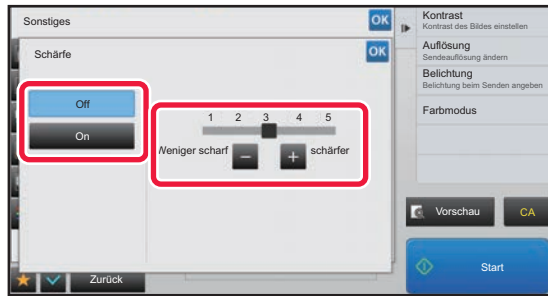 Sonstiges
OK
Schärfe
OK
Off
On
1 2 3 4 5
Weniger scharf
schärfer
Zurück
Kontrast
Kontrast des Bildes einstellen
Auflösung
Sendeauflösung ändern
Belichtung
Belichtung beim Senden angeben
Farbmodus
Vorschau
CA
Start